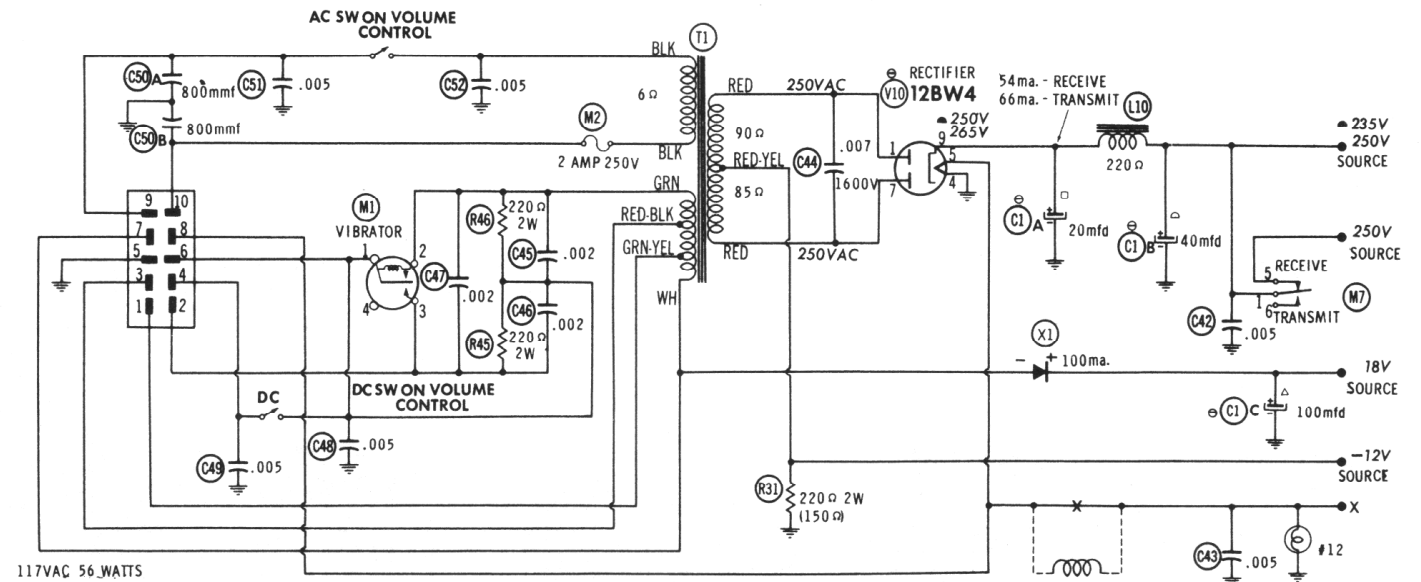 AC SW ON VOLUME
CONTROL
BLK
T1
C50 A
800mmf
C51
.005
C52
.005
6Ω
C50 B
800mmf
M2
2 AMP 250V
BLK
RED
250VAC
90Ω
RED-YEL
85Ω
C44
.007
1600V
RED
250VAC
V10
RECTIFIER
12BW4
250V
265V
9
1
5
4
7
54ma. - RECEIVE
66ma. - TRANSMIT
L10
220Ω
235V
250V
SOURCE
C1 A
20mfd
C1 B
40mfd
250V
SOURCE
5
RECEIVE
1
6
TRANSMIT
M7
C42
.005
GRN
RED-BLK
GRN-YEL
WH
9
10
7
8
5
6
3
4
1
2
M1
VIBRATOR
1
2
4
3
C47
.002
R46
220Ω
2W
C45
.002
C46
.002
R45
220Ω
2W
DC SW ON VOLUME
CONTROL
DC
C49
.005
C48
.005
X1
-
+
100ma.
18V
SOURCE
C1 C
100mfd
-12V
SOURCE
R31
220Ω 2W
(150Ω)
X
C43
.005
#12
117VAC 56 WATTS